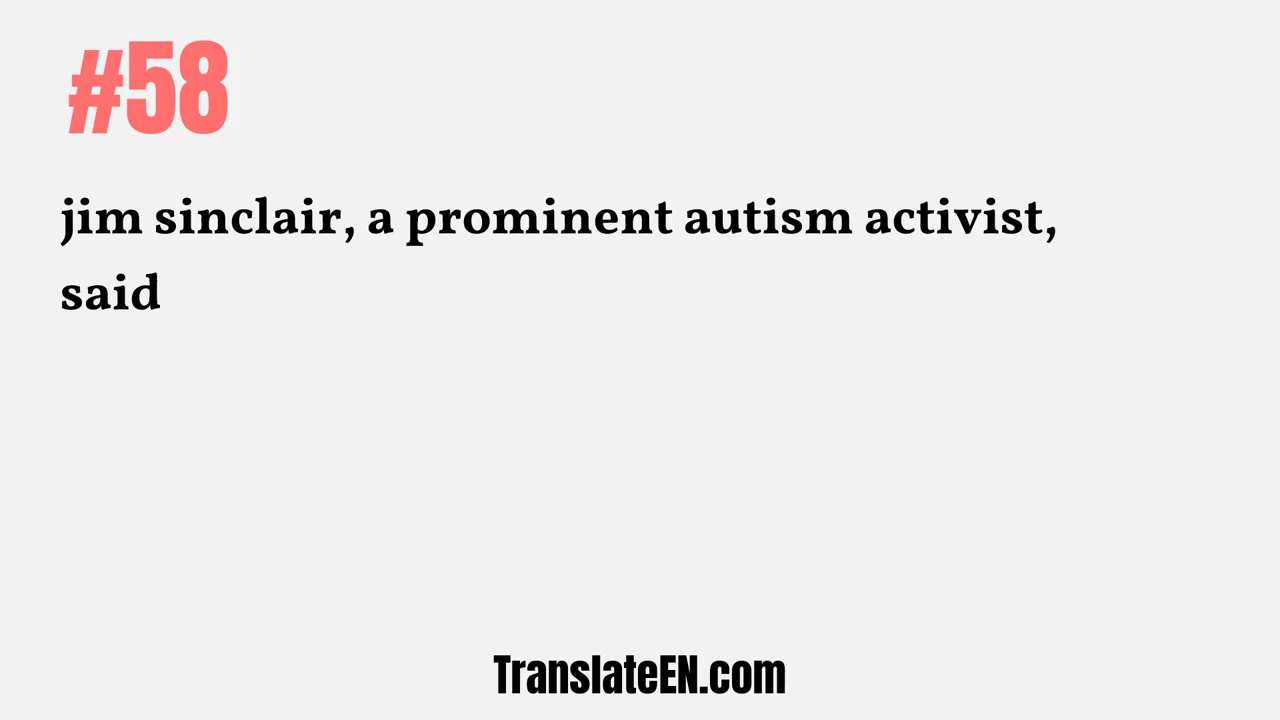 #58
jim sinclair, a prominent autism activist,
said
TranslateEN.com